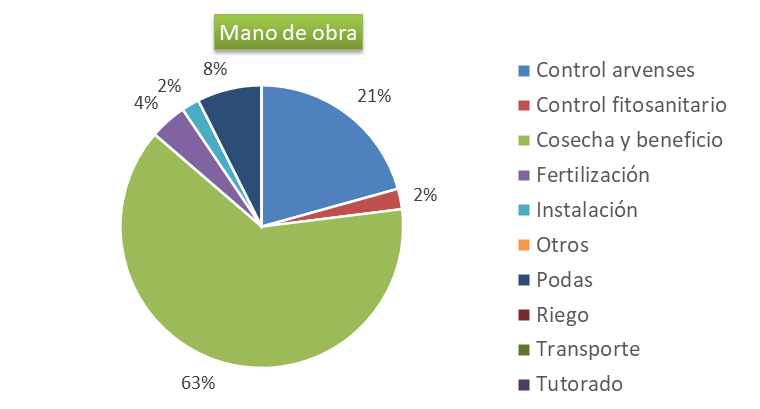 Mano de obra
8%
2%
4%
21%
2%
63%
Control arvenses
Control fitosanitario
Cosecha y beneficio
Fertilización
Instalación
Otros
Podas
Riego
Transporte
Tutorado